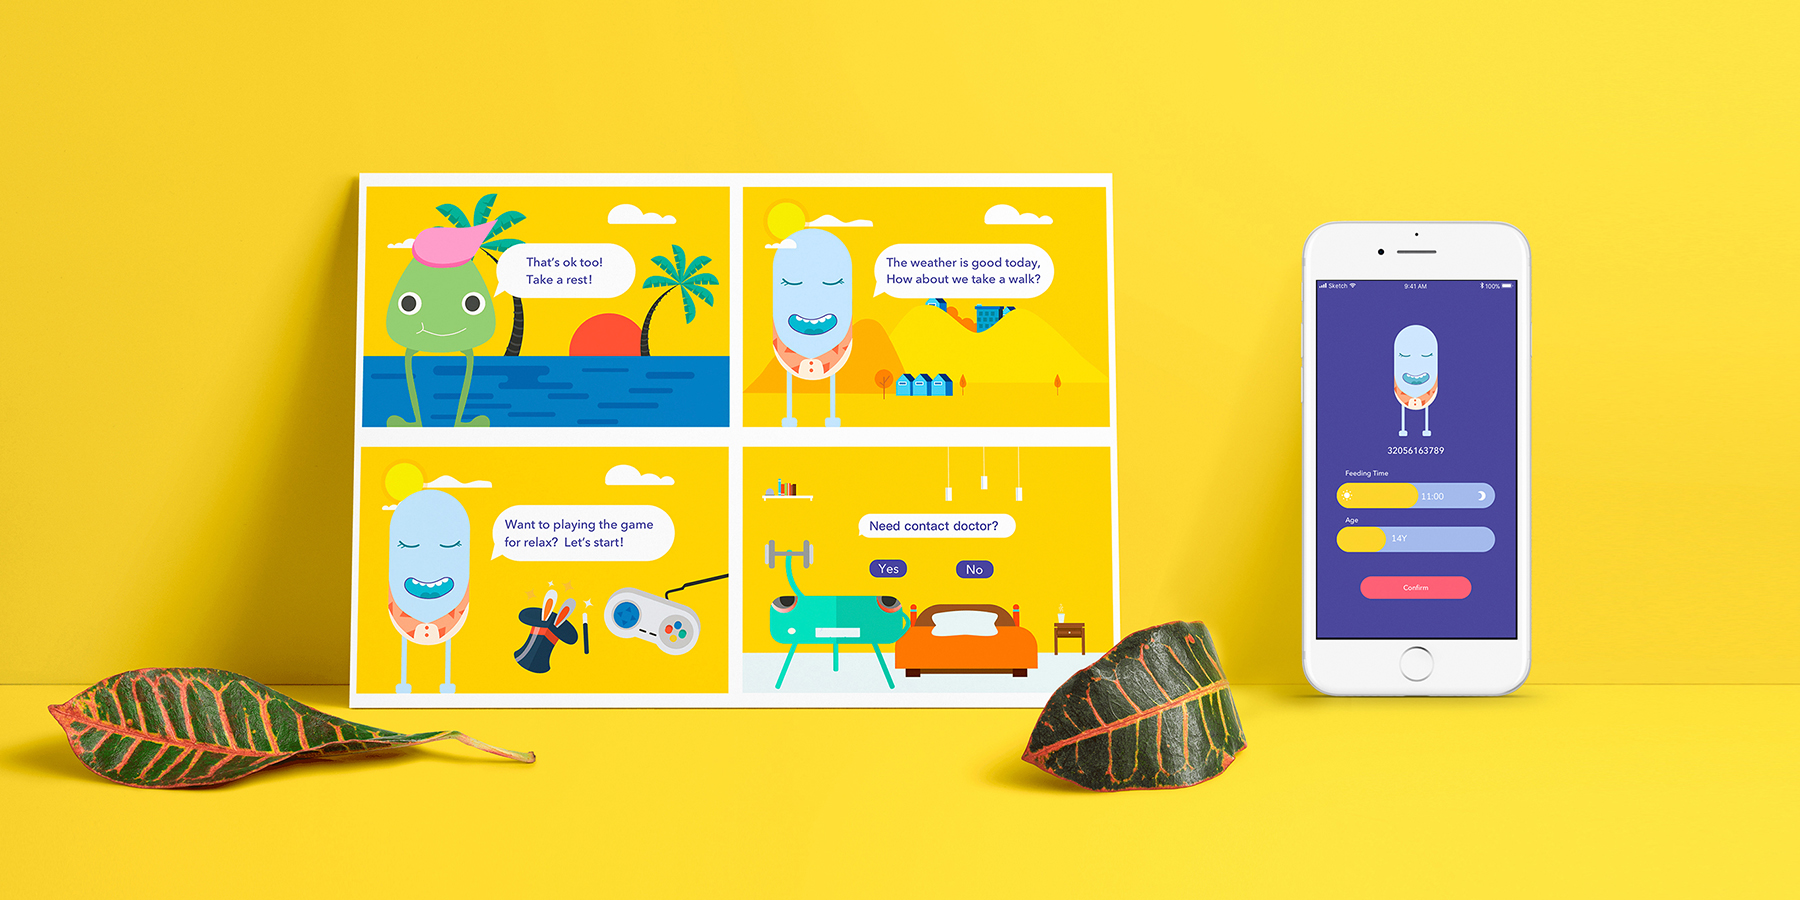 That's ok too!
Take a rest!
The weather is good today,
How about we take a walk?
Want to playing the game
for relax? Let's start!
Need contact doctor?
Yes
No
Sketch
9:41 AM
100%
32056163789
Feeding Time
11:00
Age
14Y
Confirm